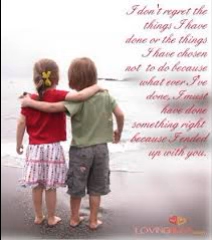 I don't regret the
things I have
done or the things
I have chosen
not to do because
what ever I've
done, I must
have done
something right
because I ended
up with you.